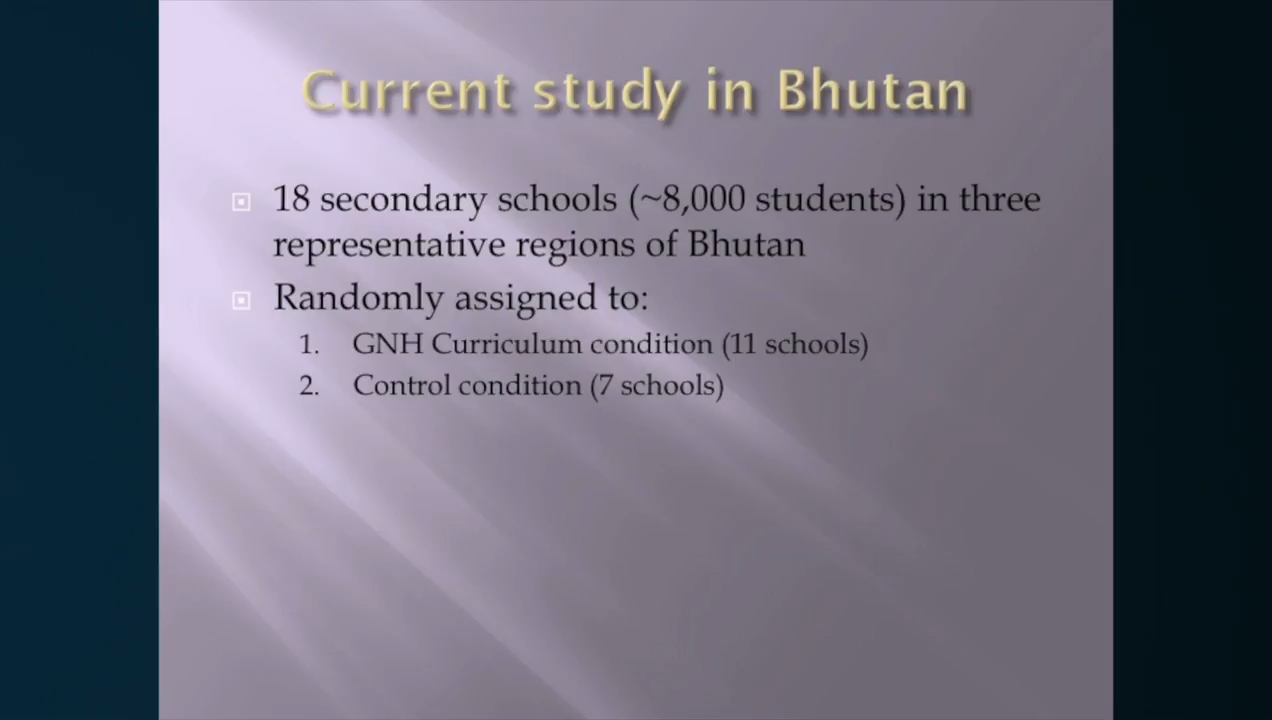 Current study in Bhutan
18 secondary schools (~8,000 students) in three
representative regions of Bhutan
Randomly assigned to:
1. GNH Curriculum condition (11 schools)
2. Control condition (7 schools)